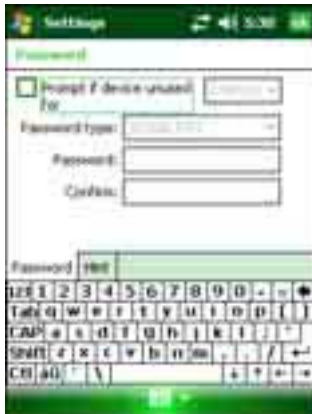 Settings 5:30 ok
Password
Prompt if device unused
for
Password type:
Password:
Confirm:
Password Hint
123 1 2 3 4 5 6 7 8 9 0 - =
Tab q w e r t y u i o p [ ]
CAP a s d f g h j k l ; '
Shift z x c v b n m , . /
Ctl áü ` \